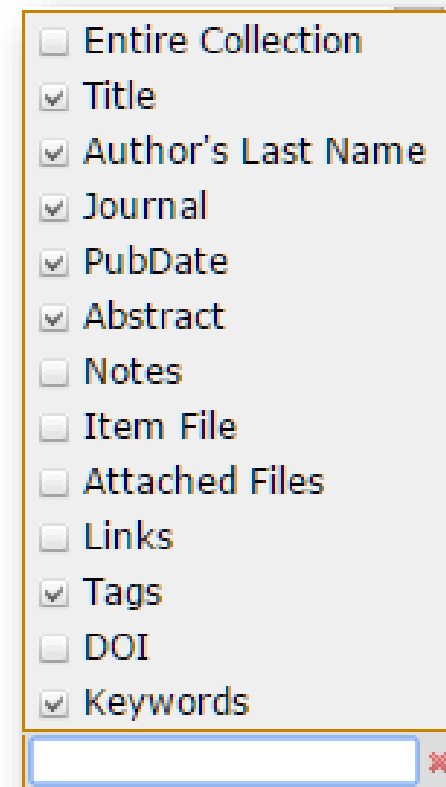 Entire Collection
Title
Author's Last Name
Journal
PubDate
Abstract
Notes
Item File
Attached Files
Links
Tags
DOI
Keywords